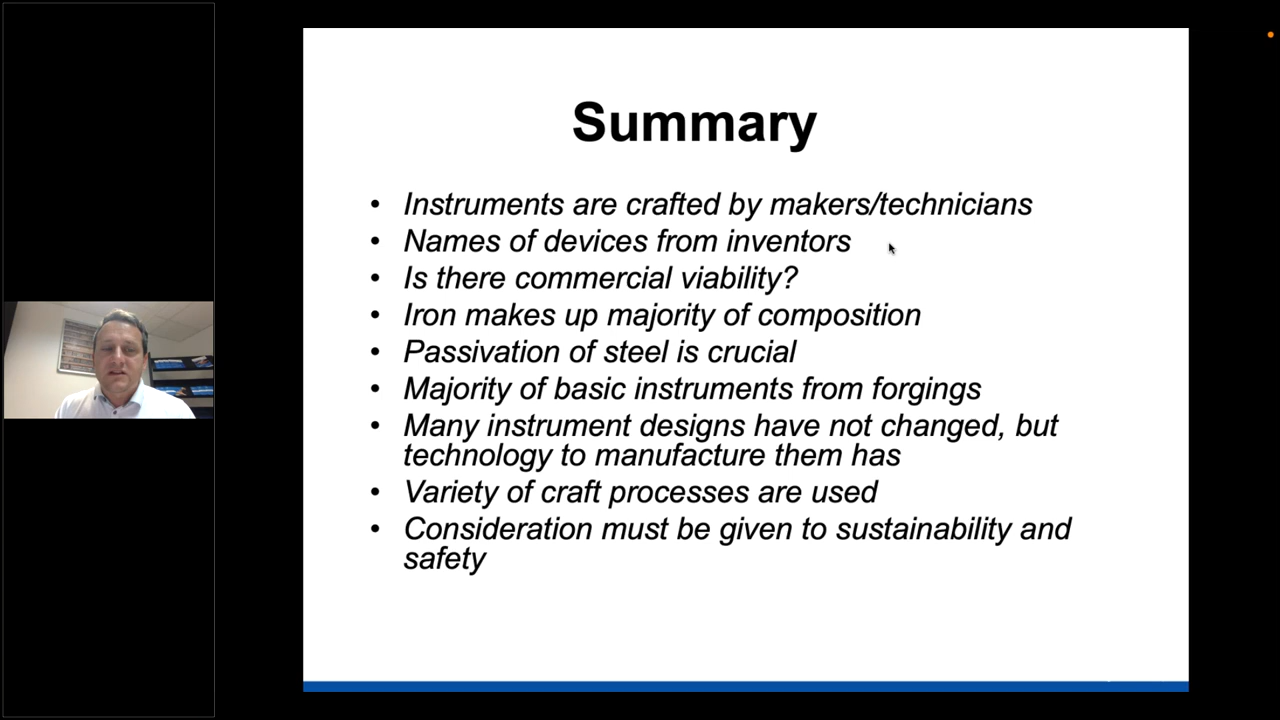 Summary
• Instruments are crafted by makers/technicians
• Names of devices from inventors
• Is there commercial viability?
• Iron makes up majority of composition
• Passivation of steel is crucial
• Majority of basic instruments from forgings
• Many instrument designs have not changed, but
technology to manufacture them has
• Variety of craft processes are used
• Consideration must be given to sustainability and
safety